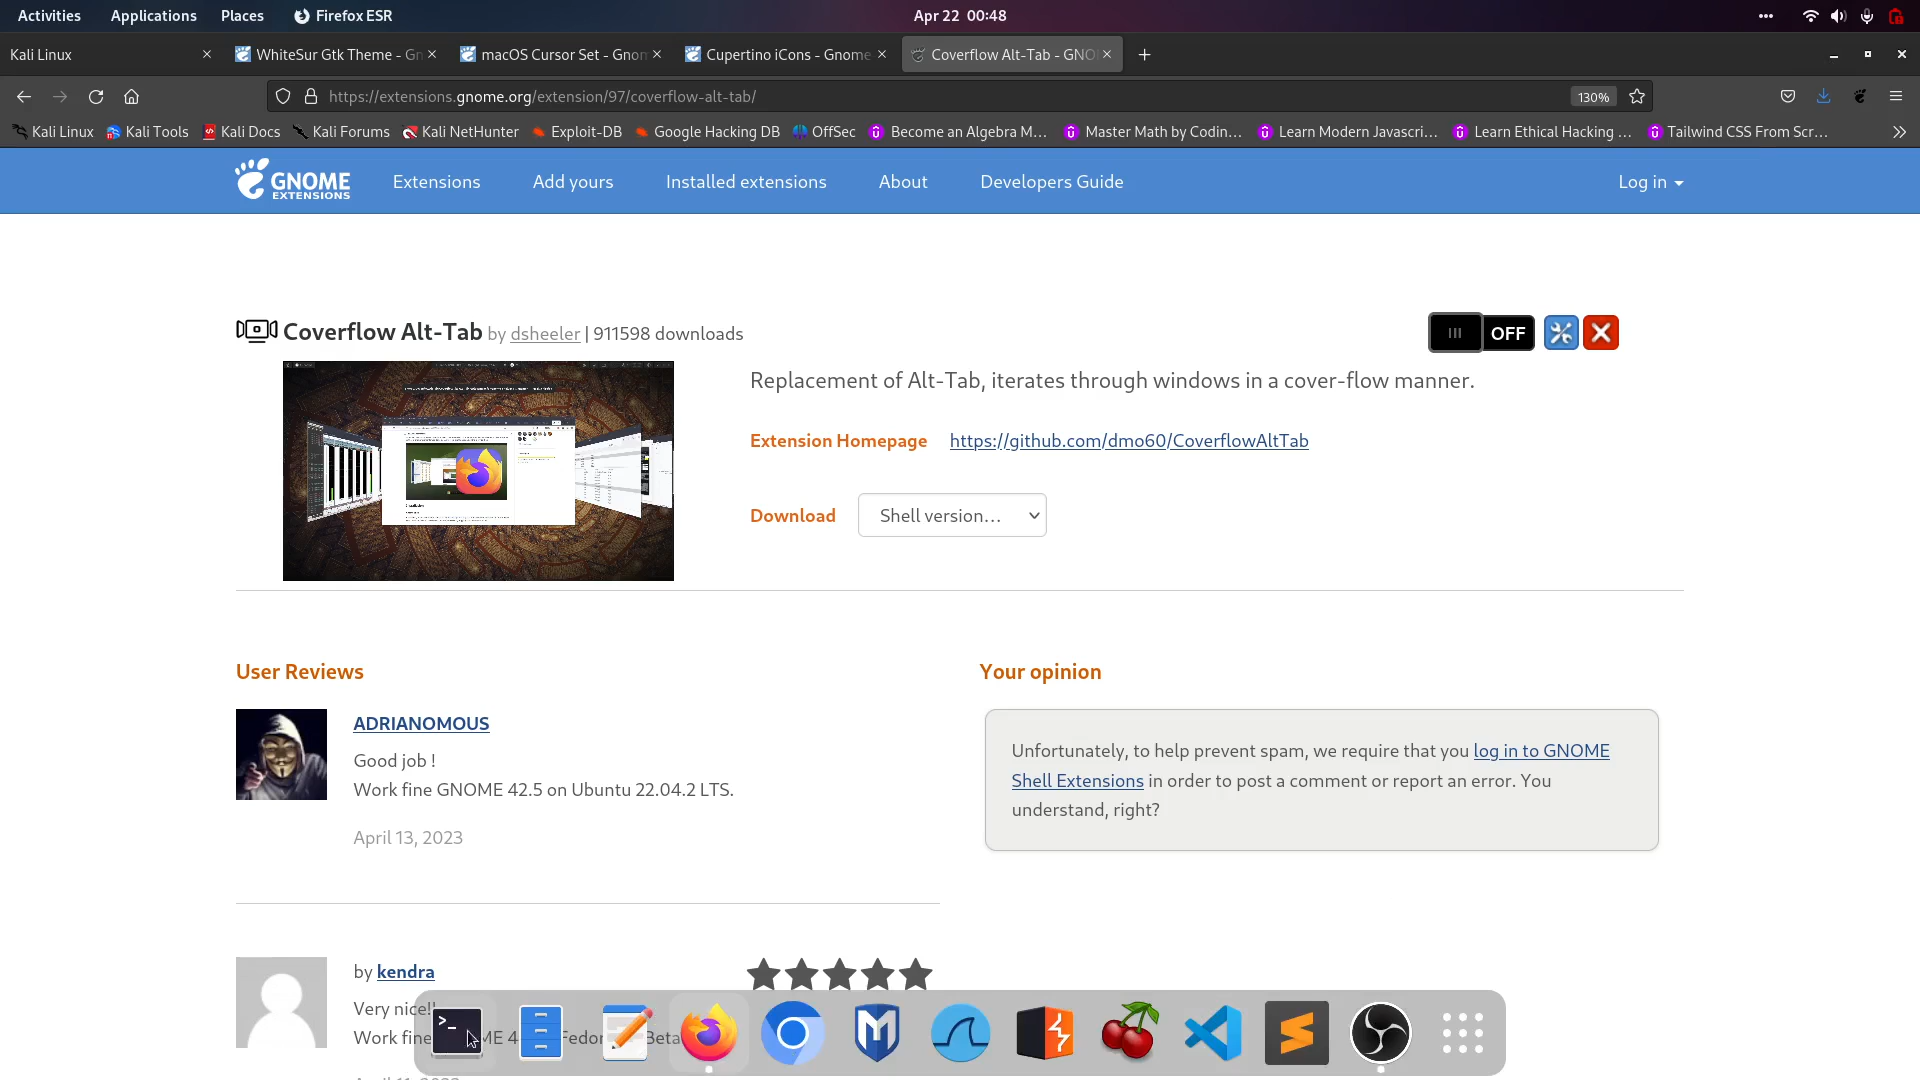 Activities Applications Places Firefox ESR Apr 22 00:48
Kali Linux WhiteSur Gtk Theme - Gn macOS Cursor Set - Gnom Cupertino iCons - Gnome Coverflow Alt-Tab - GNO
https://extensions.gnome.org/extension/97/coverflow-alt-tab/ 130%
Kali Linux Kali Tools Kali Docs Kali Forums Kali NetHunter Exploit-DB Google Hacking DB OffSec Become an Algebra M… Master Math by Codin… Learn Modern Javascri… Learn Ethical Hacking … Tailwind CSS From Scr…
GNOME EXTENSIONS Extensions Add yours Installed extensions About Developers Guide Log in
Coverflow Alt-Tab by dsheeler | 911598 downloads OFF
Replacement of Alt-Tab, iterates through windows in a cover-flow manner.
Extension Homepage https://github.com/dmo60/CoverflowAltTab
Download Shell version…
User Reviews
ADRIANOMOUS
Good job !
Work fine GNOME 42.5 on Ubuntu 22.04.2 LTS.
April 13, 2023
by kendra
Very nice!!
Work fine ME 4 Fedor Beta
Your opinion
Unfortunately, to help prevent spam, we require that you log in to GNOME
Shell Extensions in order to post a comment or report an error. You
understand, right?